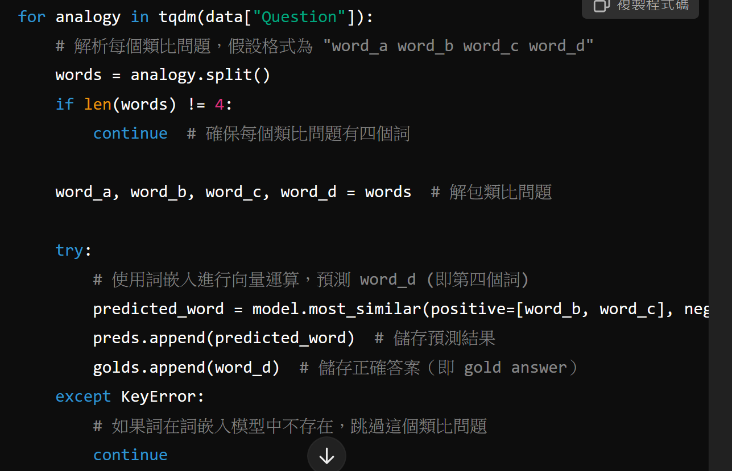 複製程式碼
for analogy in tqdm(data["Question"]):
    # 解析每個類比問題，假設格式為 "word_a word_b word_c word_d"
    words = analogy.split()
    if len(words) != 4:
        continue  # 確保每個類比問題有四個詞
    word_a, word_b, word_c, word_d = words  # 解包類比問題
    try:
        # 使用詞嵌入進行向量運算，預測 word_d (即第四個詞)
        predicted_word = model.most_similar(positive=[word_b, word_c], neg
        preds.append(predicted_word)  # 儲存預測結果
        golds.append(word_d)  # 儲存正確答案（即 gold answer）
    except KeyError:
        # 如果詞在詞嵌入模型中不存在，跳過這個類比問題
        continue